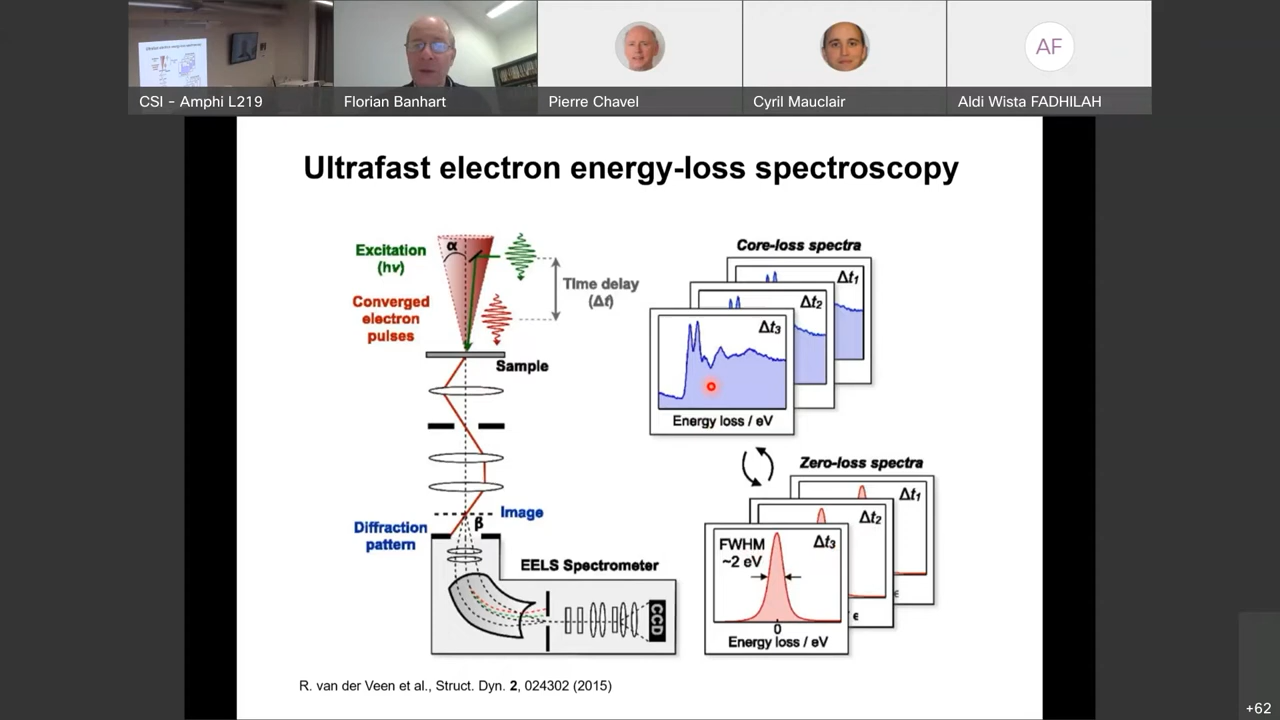 AF
CSI - Amphi L219
Florian Banhart
Pierre Chavel
Cyril Mauclair
Aldi Wista FADHILAH
Ultrafast electron energy-loss spectroscopy
Excitation
(hν)
α
Time delay
(Δt)
Converged
electron
pulses
Sample
Image
β
Diffraction
pattern
EELS Spectrometer
CCD
Core-loss spectra
Δt1
Δt2
Δt3
Energy loss / eV
Zero-loss spectra
Δt1
Δt2
Δt3
FWHM
~2 eV
ϵ
ϵ
0
Energy loss / eV
R. van der Veen et al., Struct. Dyn. 2, 024302 (2015)
+62